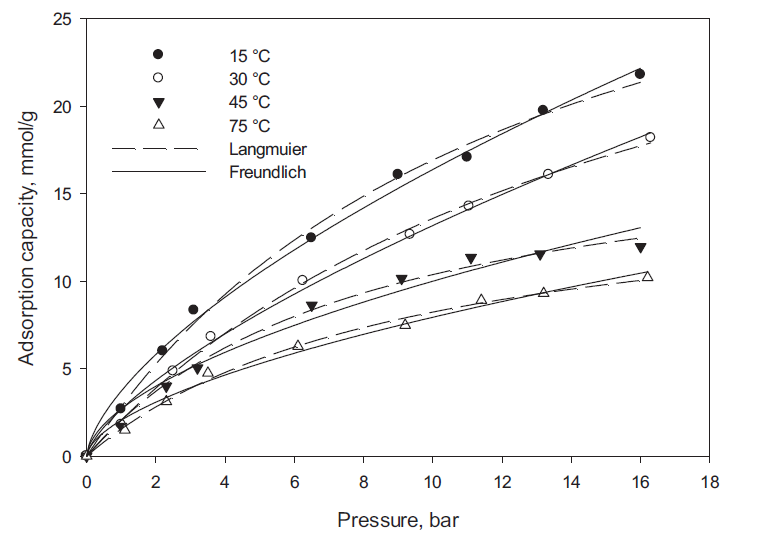 25
20
15
10
5
0
Adsorption capacity, mmol/g
15 °C
30 °C
45 °C
75 °C
Langmuier
Freundlich
0 2 4 6 8 10 12 14 16 18
Pressure, bar